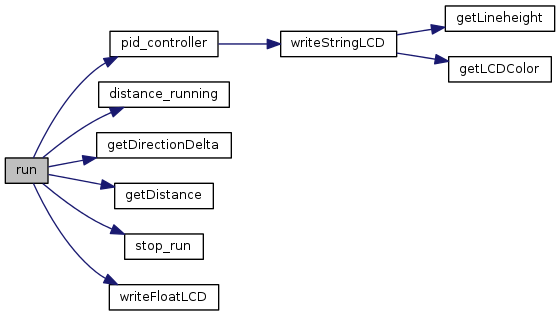 run
pid_controller
distance_running
getDirectionDelta
getDistance
stop_run
writeFloatLCD
writeStringLCD
getLineheight
getLCDColor